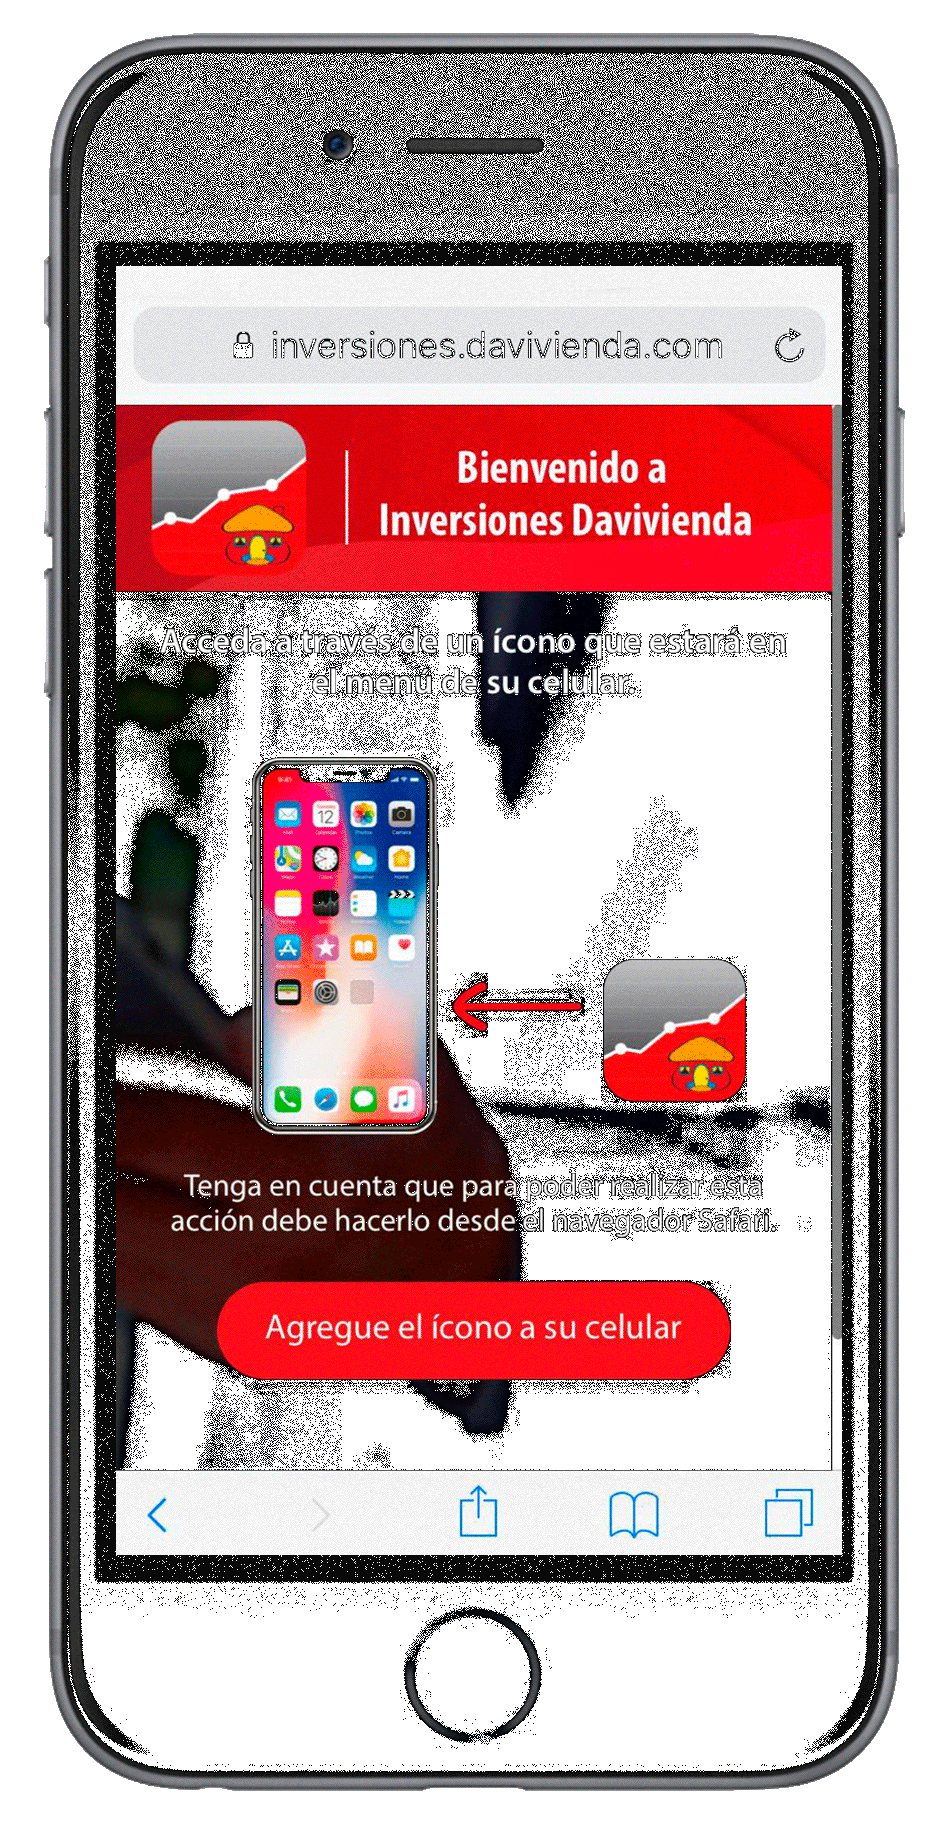 inversiones.davivienda.com
Bienvenido a
Inversiones Davivienda
Acceda a través de un ícono que estará en
el menú de su celular.
12
Tenga en cuenta que para poder realizar esta
acción debe hacerlo desde el navegador Safari.
Agregue el ícono a su celular